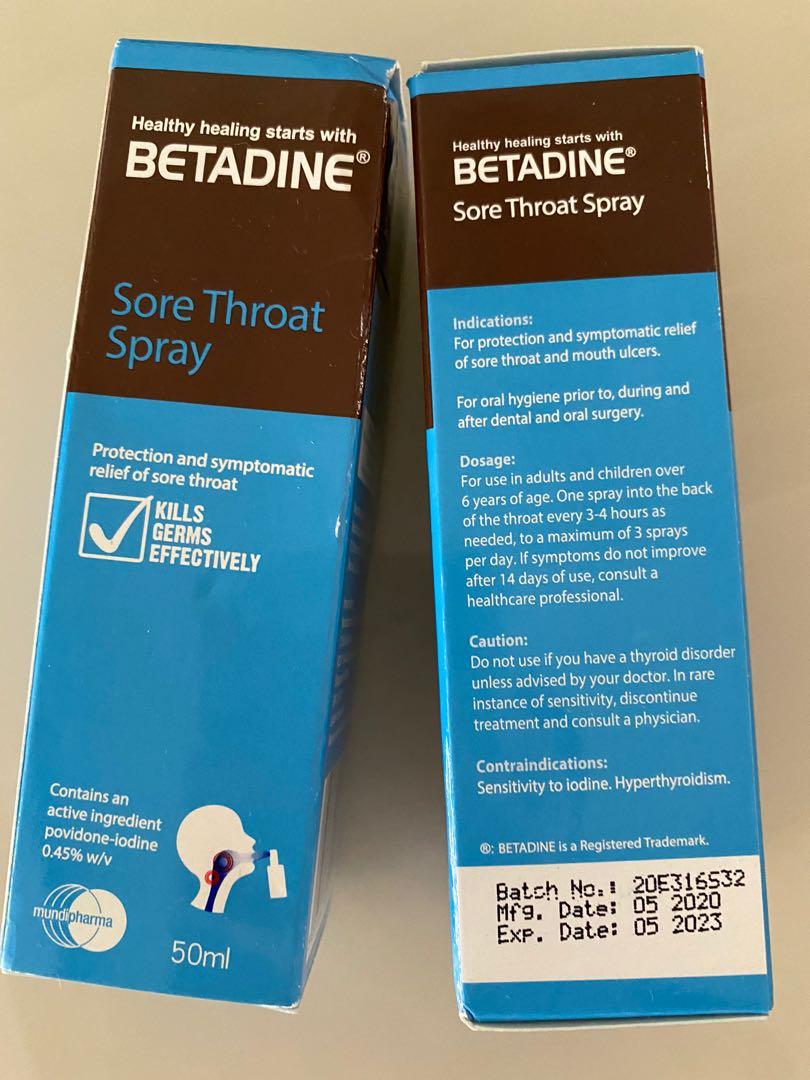 Healthy healing starts with
BETADINE®
Sore Throat
Spray
Protection and symptomatic
relief of sore throat
KILLS
GERMS
EFFECTIVELY
Contains an
active ingredient
povidone-iodine
0.45% w/v
mundipharma
50ml
Healthy healing starts with
BETADINE®
Sore Throat Spray
Indications:
For protection and symptomatic relief
of sore throat and mouth ulcers.
For oral hygiene prior to, during and
after dental and oral surgery.
Dosage:
For use in adults and children over
6 years of age. One spray into the back
of the throat every 3-4 hours as
needed, to a maximum of 3 sprays
per day. If symptoms do not improve
after 14 days of use, consult a
healthcare professional.
Caution:
Do not use if you have a thyroid disorder
unless advised by your doctor. In rare
instance of sensitivity, discontinue
treatment and consult a physician.
Contraindications:
Sensitivity to iodine. Hyperthyroidism.
®: BETADINE is a Registered Trademark.
Batch No.: 20E316S32
Mfg. Date: 05 2020
Exp. Date: 05 2023